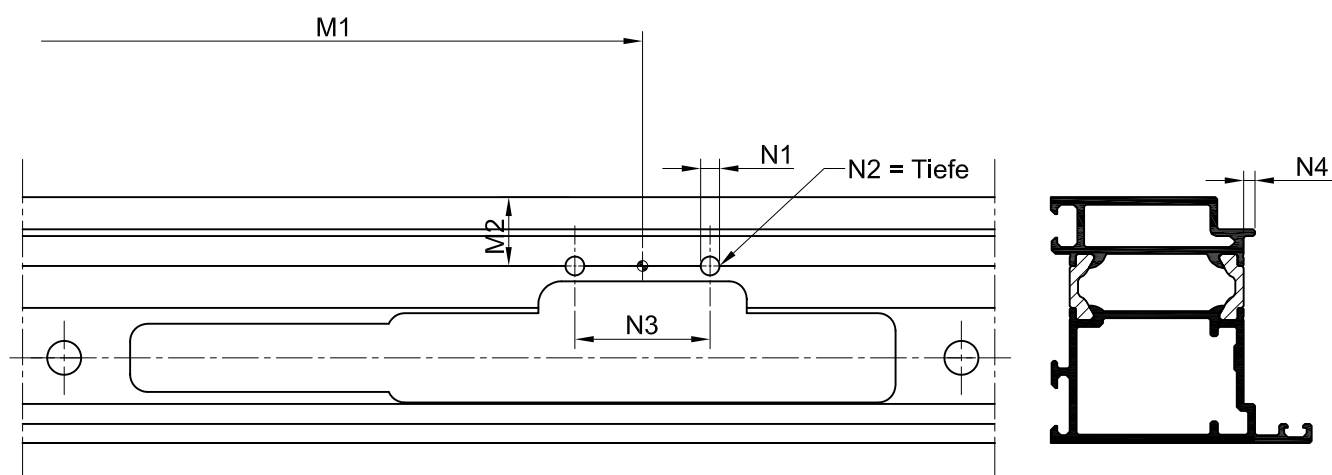 M1
N1
N2 = Tiefe
N4
M2
N3